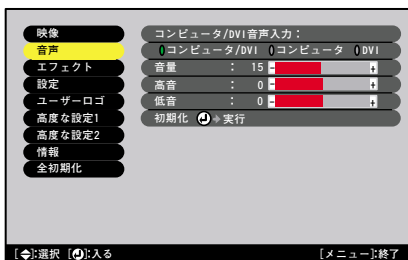 映像
音声
エフェクト
設定
ユーザーロゴ
高度な設定1
高度な設定2
情報
全初期化
コンピュータ/DVI音声入力：
コンピュータ/DVI コンピュータ DVI
音量 ： 15 - +
高音 ： 0 - +
低音 ： 0 - +
初期化 実行
[ ]:選択 [ ]:入る [メニュー]:終了